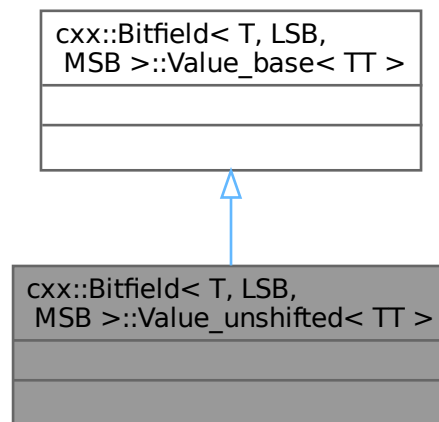 cxx::Bitfield< T, LSB,
MSB >::Value_base< TT >
cxx::Bitfield< T, LSB,
MSB >::Value_unshifted< TT >